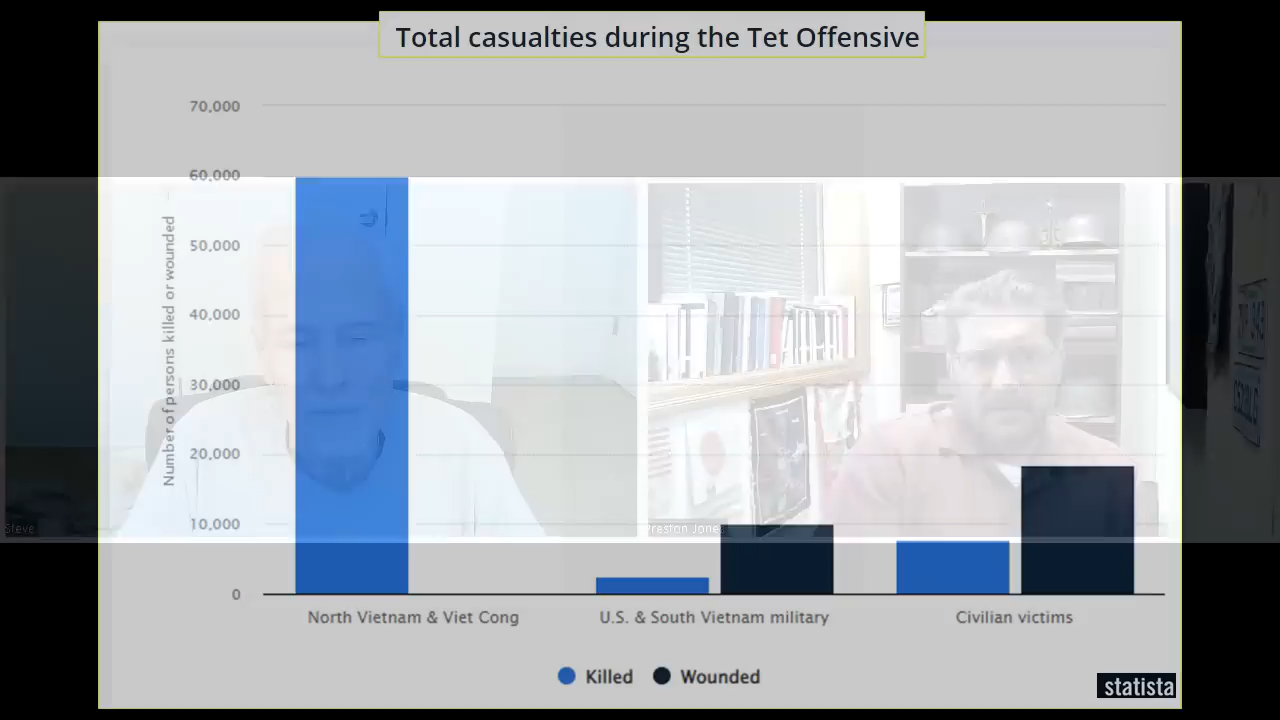 Total casualties during the Tet Offensive
70,000
60,000
50,000
40,000
30,000
20,000
10,000
0
Number of persons killed or wounded
North Vietnam & Viet Cong
U.S. & South Vietnam military
Civilian victims
Killed
Wounded
statista
Steve
Preston Jones